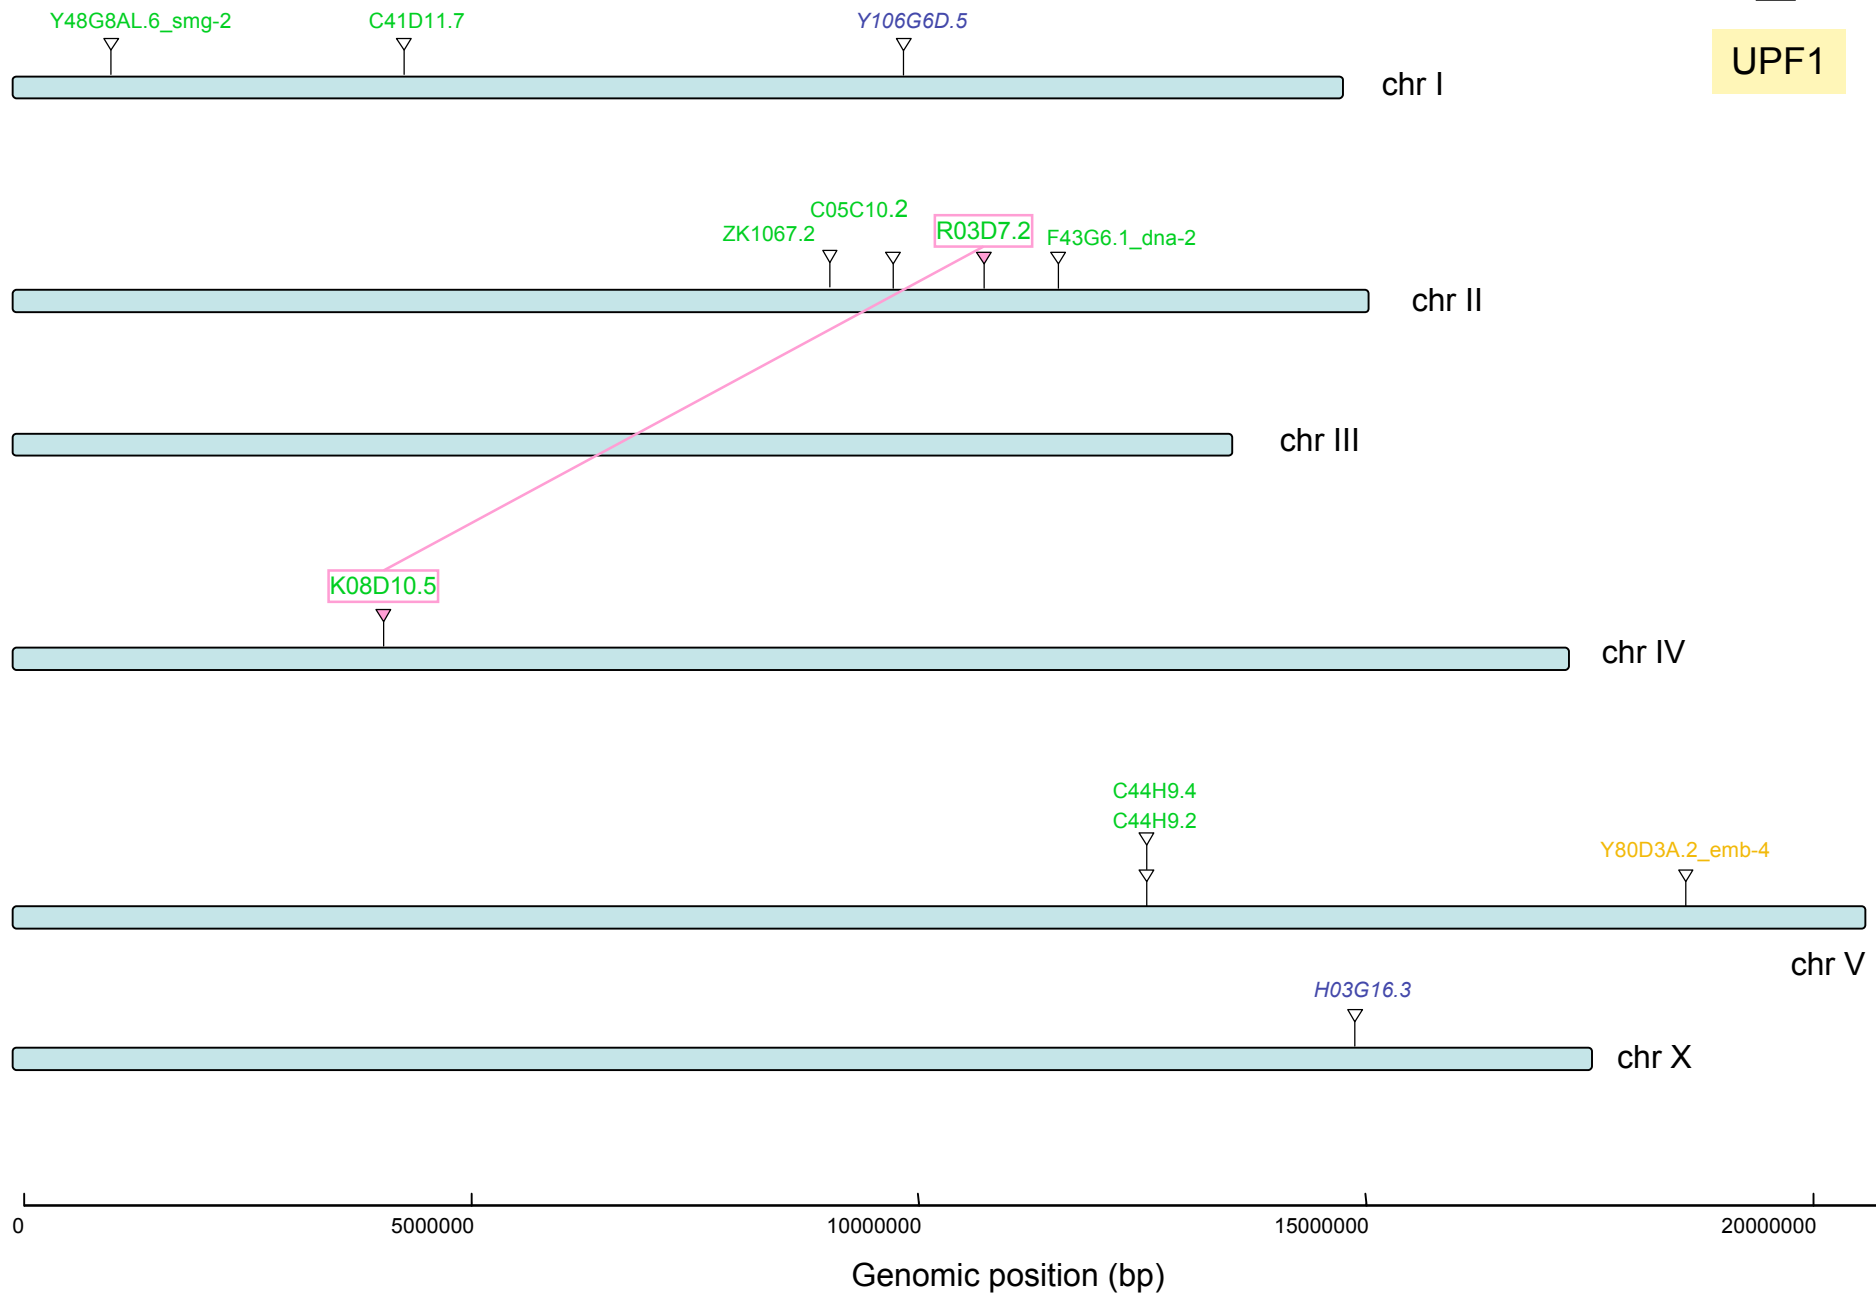 Y48G8AL.6_smg-2
C41D11.7
Y106G6D.5
UPF1
chr I
C05C10.2
ZK1067.2
R03D7.2
F43G6.1_dna-2
chr II
chr III
K08D10.5
chr IV
C44H9.4
C44H9.2
Y80D3A.2_emb-4
chr V
H03G16.3
chr X
0
5000000
10000000
15000000
20000000
Genomic position (bp)